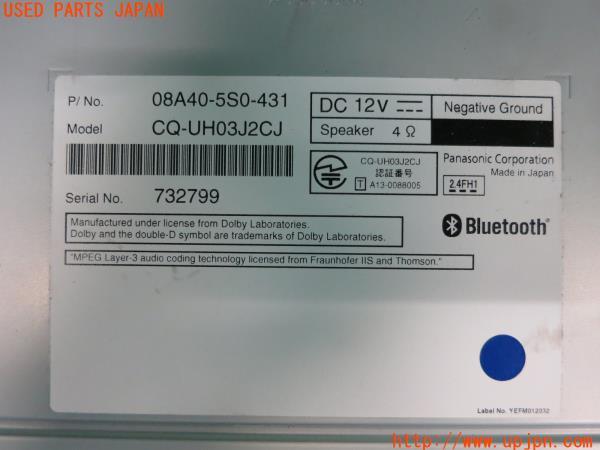 USED PARTS JAPAN
P/No. 08A40-5S0-431
Model CQ-UH03J2CJ
DC 12V
Negative Ground
Speaker 4 Ω
CQ-UH03J2CJ
認証番号
T A13-0088005
Panasonic Corporation
Made in Japan
2.4FH1
Serial No. 732799
Manufactured under license from Dolby Laboratories.
Dolby and the double-D symbol are trademarks of Dolby Laboratories.
Bluetooth®
"MPEG Layer-3 audio coding technology licensed from Fraunhofer IIS and Thomson."
Label No. YEFM012032
http://www.upjpn.com